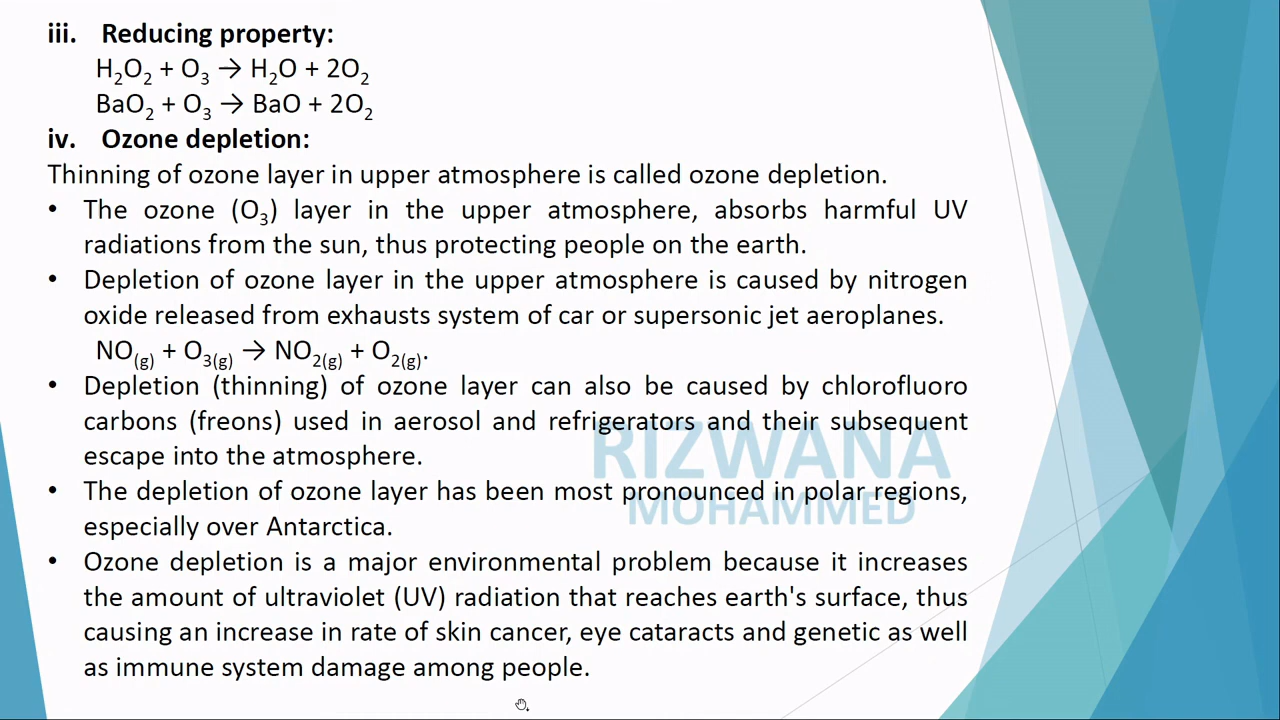 iii. Reducing property:
H₂O₂ + O₃ → H₂O + 2O₂
BaO₂ + O₃ → BaO + 2O₂
iv. Ozone depletion:
Thinning of ozone layer in upper atmosphere is called ozone depletion.
• The ozone (O₃) layer in the upper atmosphere, absorbs harmful UV
radiations from the sun, thus protecting people on the earth.
• Depletion of ozone layer in the upper atmosphere is caused by nitrogen
oxide released from exhausts system of car or supersonic jet aeroplanes.
NO(g) + O₃(g) → NO₂(g) + O₂(g).
• Depletion (thinning) of ozone layer can also be caused by chlorofluoro
carbons (freons) used in aerosol and refrigerators and their subsequent
escape into the atmosphere.
• The depletion of ozone layer has been most pronounced in polar regions,
especially over Antarctica.
• Ozone depletion is a major environmental problem because it increases
the amount of ultraviolet (UV) radiation that reaches earth's surface, thus
causing an increase in rate of skin cancer, eye cataracts and genetic as well
as immune system damage among people.
RIZWANA
MOHAMMED